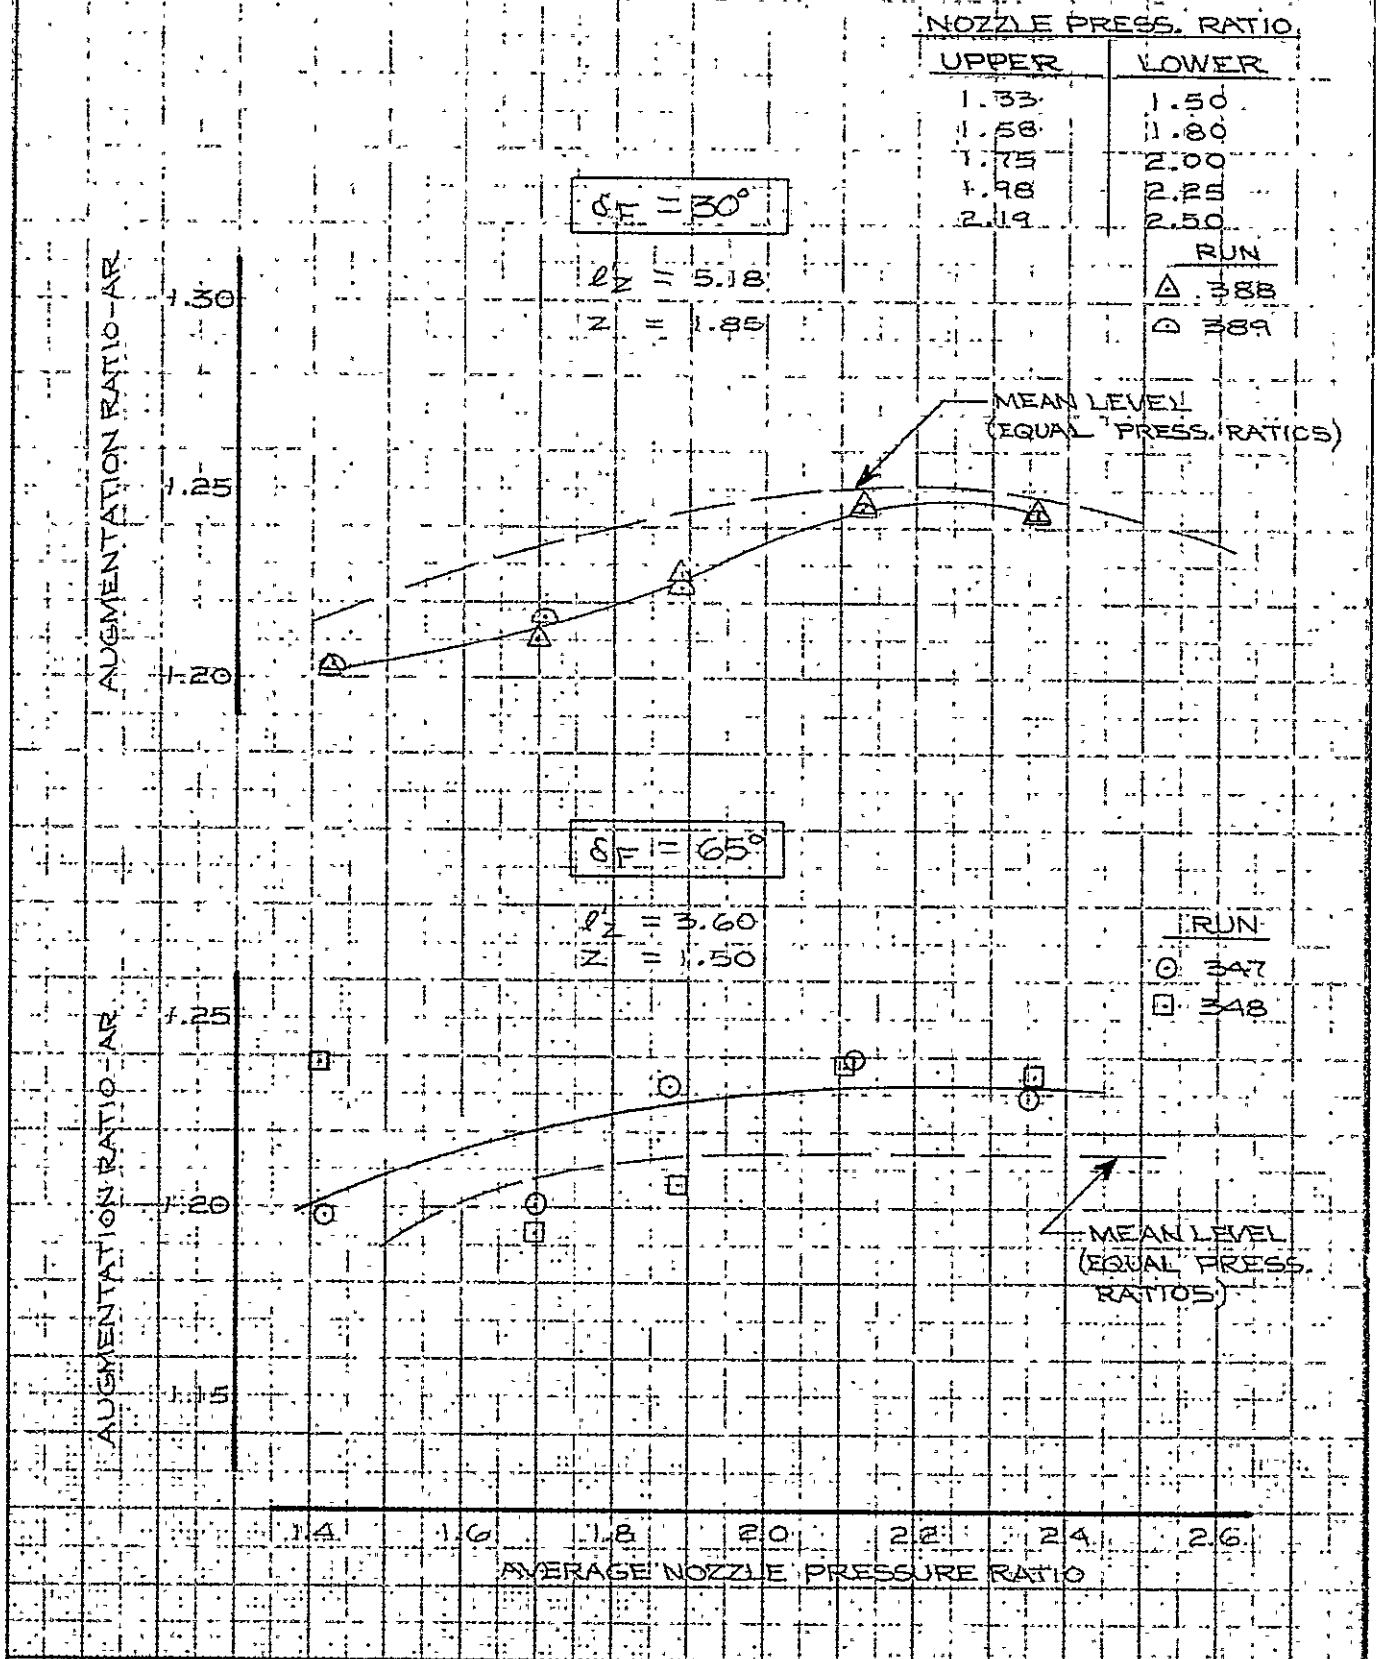 NOZZLE PRESS. RATIO
UPPER LOWER
1.33 1.50
1.58 1.80
1.75 2.00
1.98 2.25
2.19 2.50
δF = 30°
ℓz = 5.18
Z = 1.85
RUN
388
389
AUGMENTATION RATIO-AR
1.30
1.25
1.20
MEAN LEVEL
(EQUAL PRESS. RATIOS)
δF = 65°
ℓz = 3.60
Z = 1.50
RUN
347
348
AUGMENTATION RATIO-AR
1.25
1.20
1.15
MEAN LEVEL
(EQUAL PRESS.
RATIOS)
1.4 1.6 1.8 2.0 2.2 2.4 2.6
AVERAGE NOZZLE PRESSURE RATIO